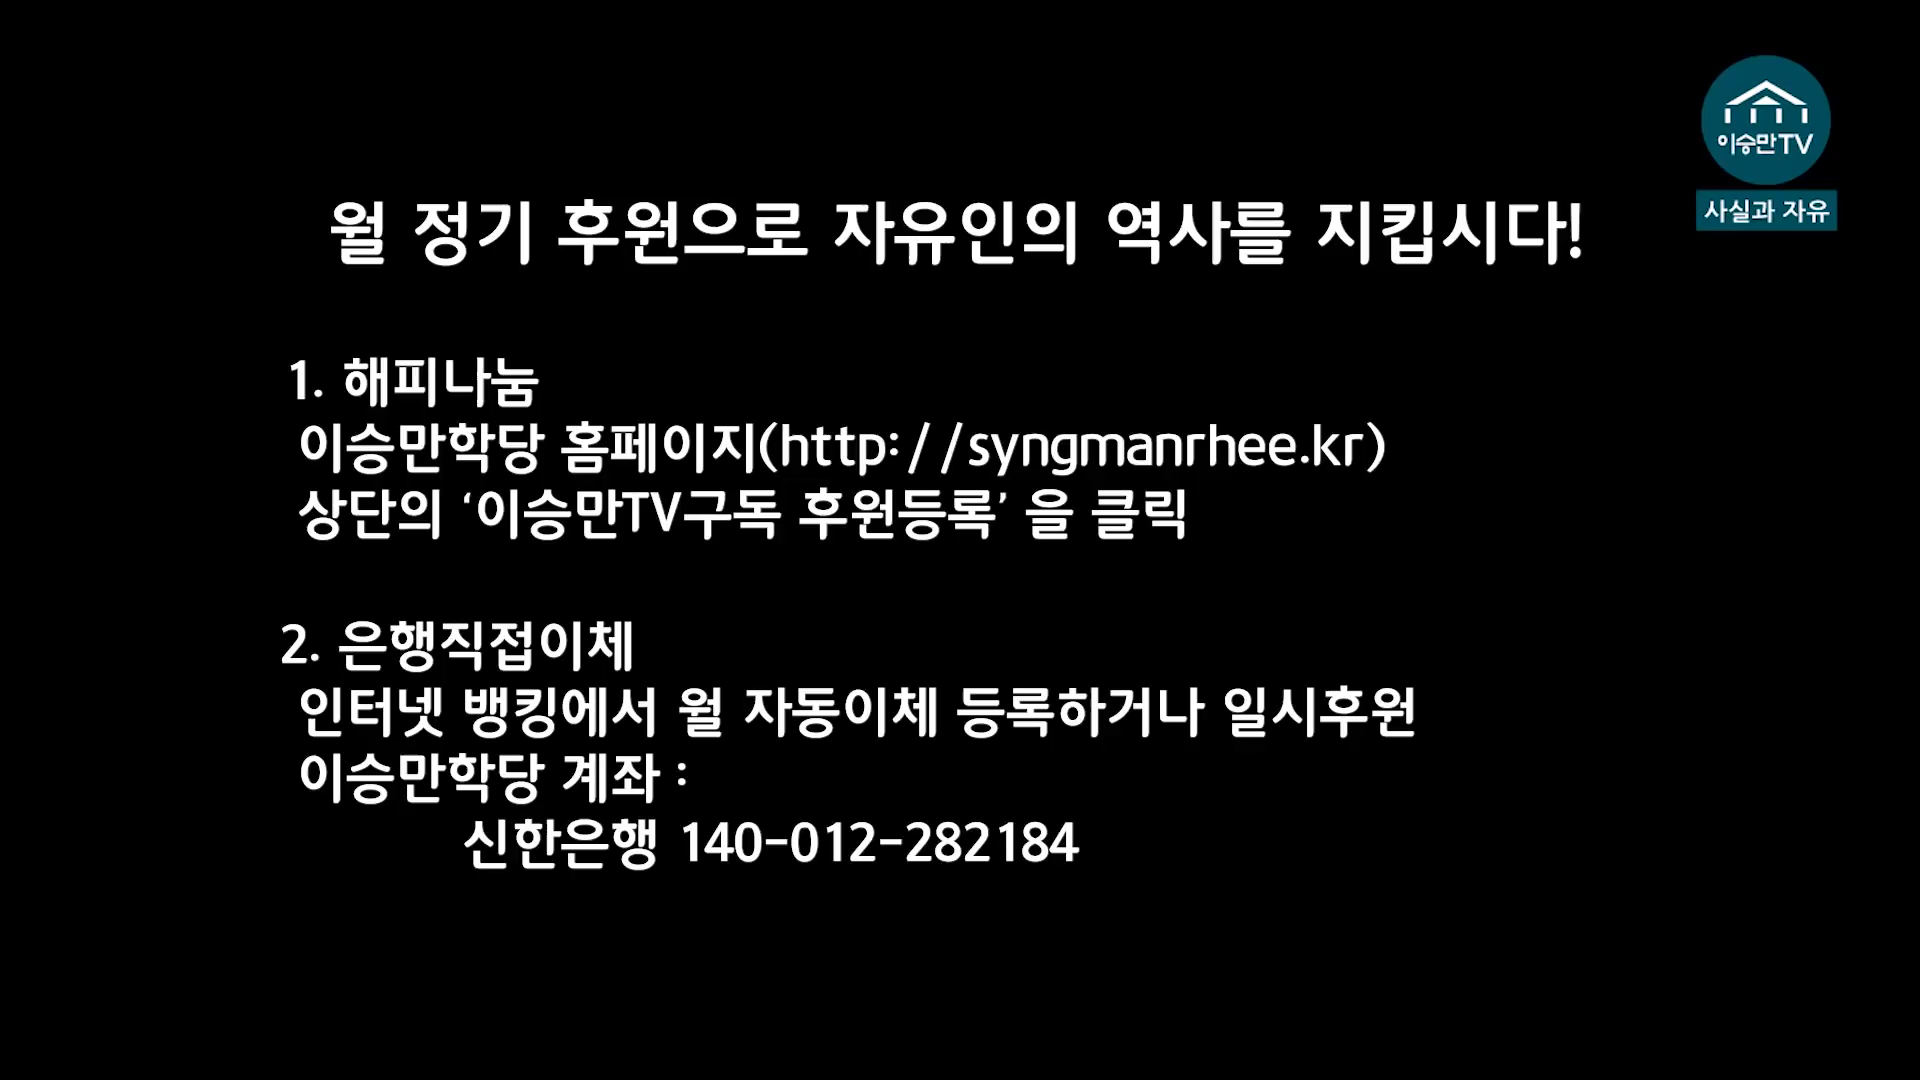 이승만TV
사실과 자유
월 정기 후원으로 자유인의 역사를 지킵시다!
1. 해피나눔
이승만학당 홈페이지(http://syngmanrhee.kr)
상단의 ‘이승만TV구독 후원등록’ 을 클릭
2. 은행직접이체
인터넷 뱅킹에서 월 자동이체 등록하거나 일시후원
이승만학당 계좌 :
신한은행 140-012-282184